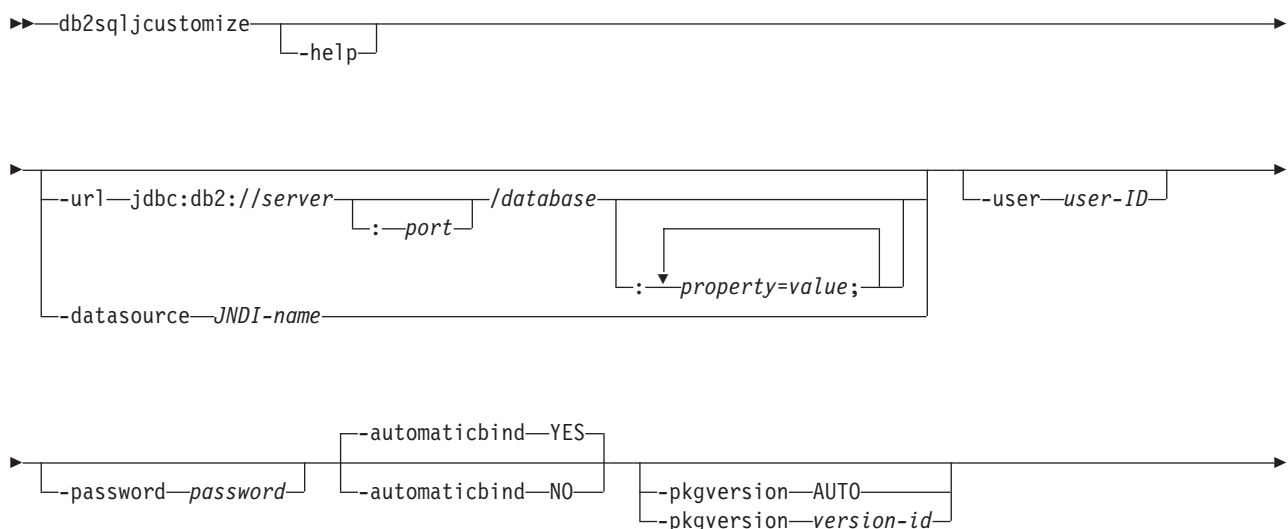 db2sqljcustomize
-help
-url jdbc:db2://server /database -user user-ID
: port
: property=value;
-datasource JNDI-name
-automaticbind YES
-password password -automaticbind NO -pkgversion AUTO
-pkgversion version-id